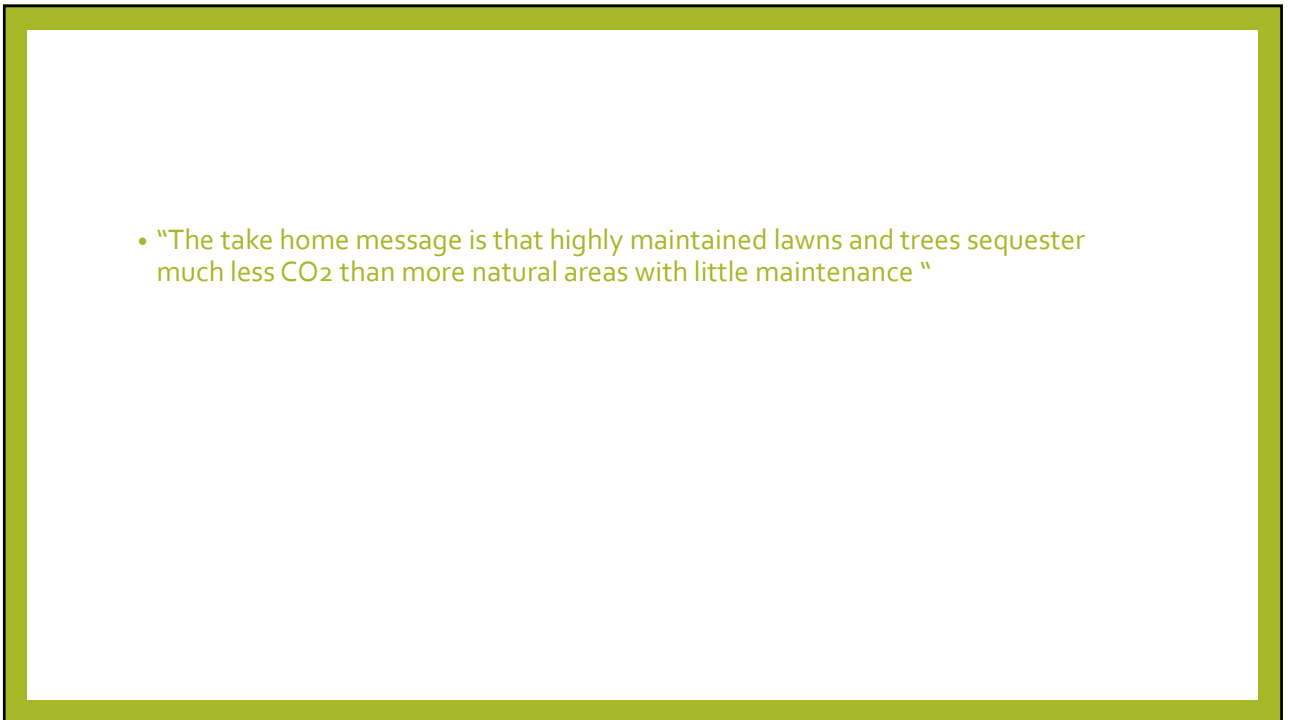 • “The take home message is that highly maintained lawns and trees sequester
much less CO2 than more natural areas with little maintenance “